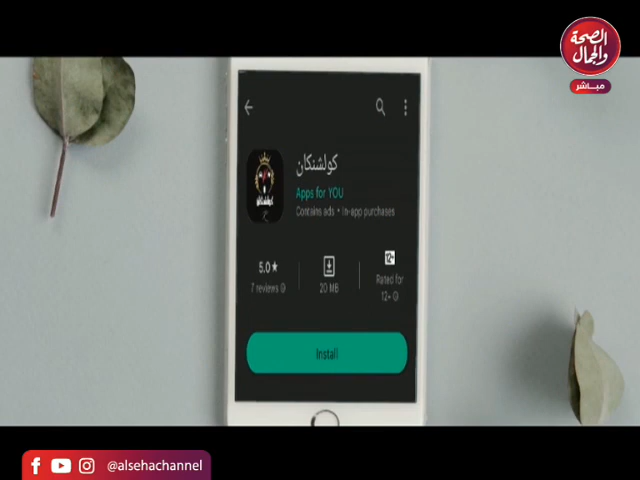 الصحة
والجمال
مباشر
كولشنكان
Apps for YOU
Contains ads • In-app purchases
كولشنكان
5.0★
7 reviews
20 MB
12+
Rated for
12+
Install
@alsehachannel